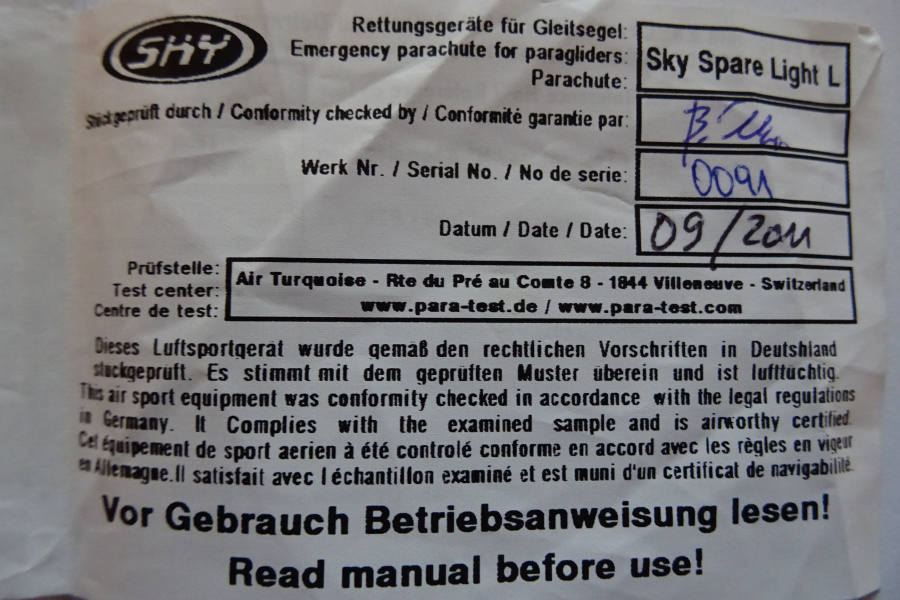 SKY
Rettungsgeräte für Gleitsegel:
Emergency parachute for paragliders:
Parachute:
Sky Spare Light L
Stückgeprüft durch / Conformity checked by / Conformité garantie par:
Werk Nr. / Serial No. / No de serie:
0091
Datum / Date / Date:
09/2011
Prüfstelle:
Test center:
Centre de test:
Air Turquoise - Rte du Pré au Comte 8 - 1844 Villeneuve - Switzerland
www.para-test.de / www.para-test.com
Dieses Luftsportgerät wurde gemäß den rechtlichen Vorschriften in Deutshland
stückgepruft. Es stimmt mit dem geprüften Muster überein und ist lufttüchtig.
This air sport equipment was conformity checked in accordance with the legal regulations
in Germany. It Complies with the examined sample and is airworthy certified.
Cet équipement de sport aerien à été controlé conforme en accord avec les règles en vigeur
en Allemagne.Il satisfait avec l échantillon examiné et est muni d'un certificat de navigabilité.
Vor Gebrauch Betriebsanweisung lesen!
Read manual before use!